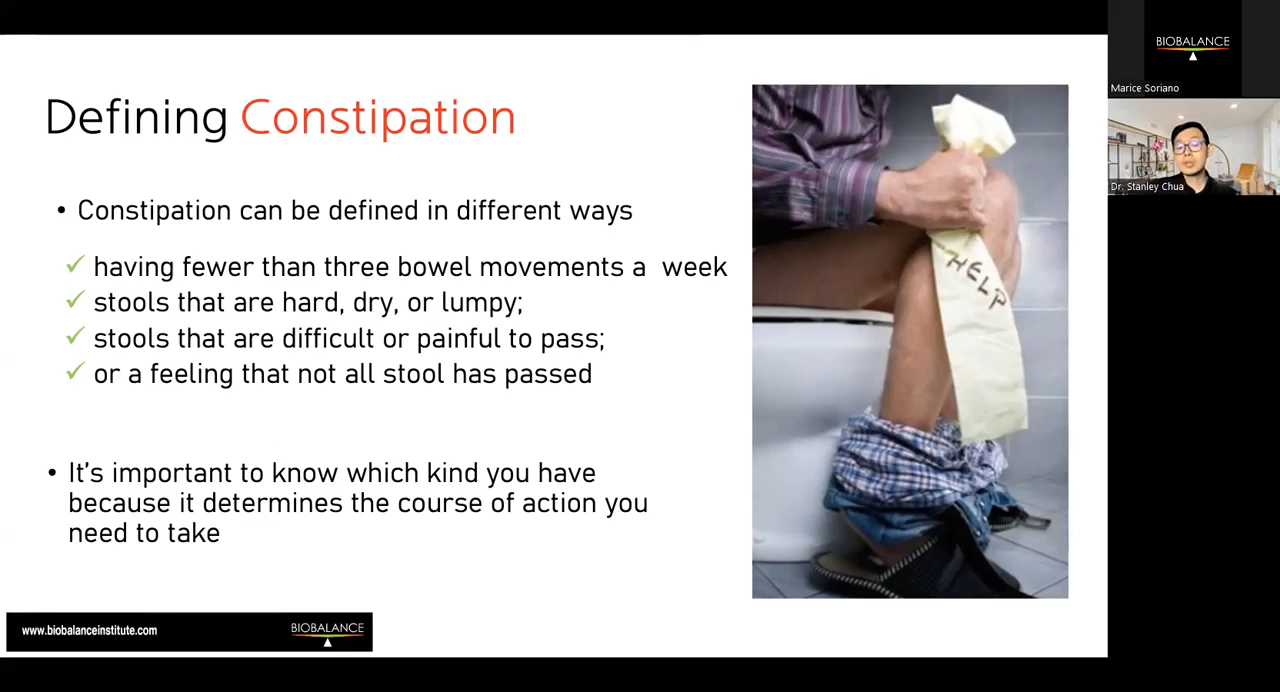 Defining Constipation
• Constipation can be defined in different ways
✓ having fewer than three bowel movements a week
✓ stools that are hard, dry, or lumpy;
✓ stools that are difficult or painful to pass;
✓ or a feeling that not all stool has passed
• It's important to know which kind you have
because it determines the course of action you
need to take
HELP
www.biobalanceinstitute.com
BIOBALANCE
BIOBALANCE
Marice Soriano
Dr. Stanley Chua